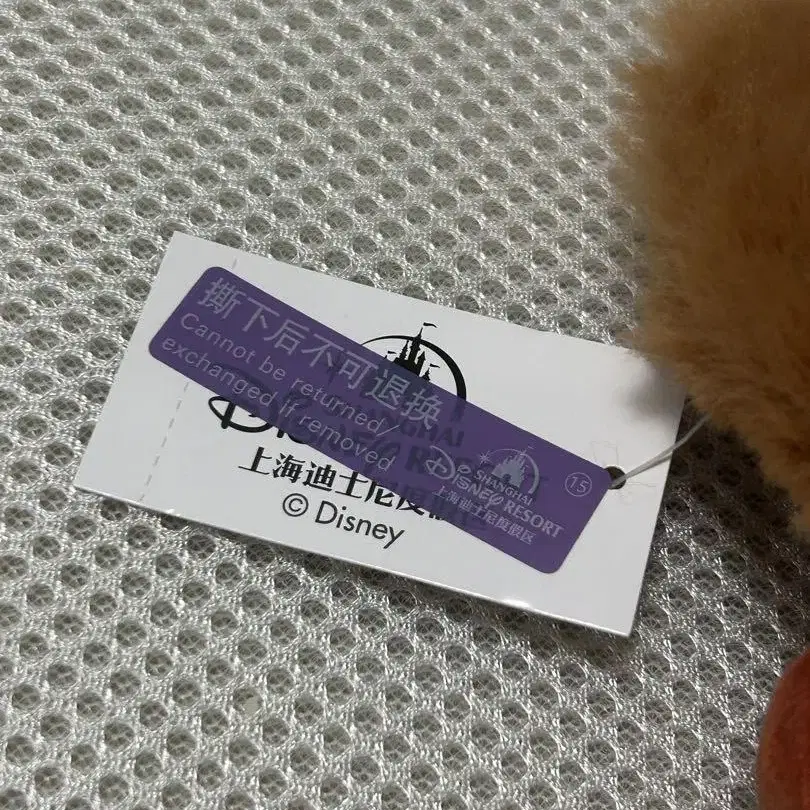 撕下后不可退换
Cannot be returned/
exchanged if removed
SHANGHAI
DISNEY RESORT
上海迪士尼度假区
15
上海迪士尼度假
© Disney